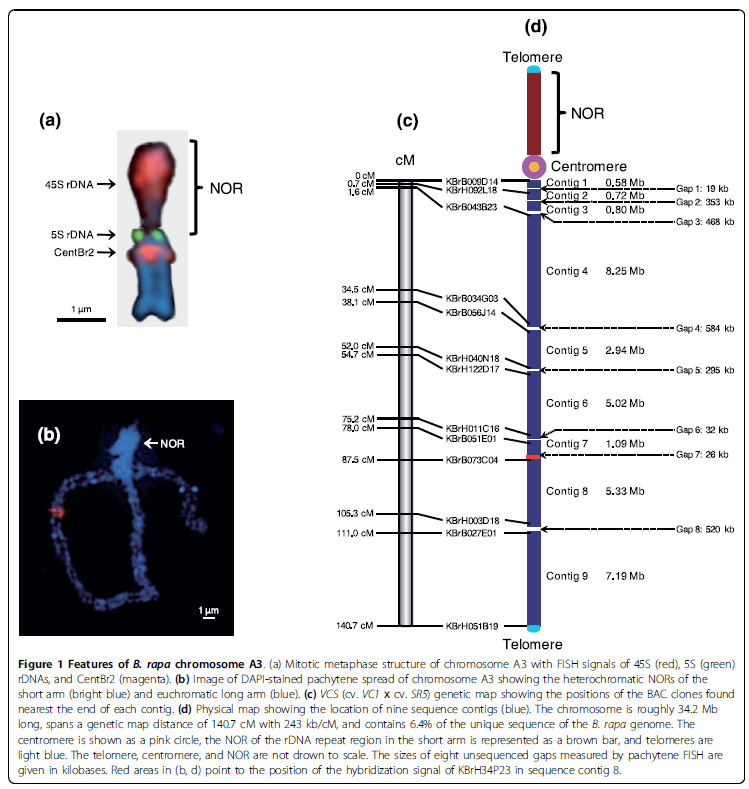 (d)
Telomere
NOR
(a)
45S rDNA
NOR
5S rDNA
CentBr2
1 µm
(c)
cM
Centromere
0 cM
0.7 cM
1.6 cM
KBrB009D14
KBrH092L18
KBrB043B23
Contig 1 0.58 Mb
Contig 2 0.72 Mb
Contig 3 0.80 Mb
Gap 1: 19 kb
Gap 2: 353 kb
Gap 3: 468 kb
Contig 4 8.25 Mb
34.5 cM
38.1 cM
KBrB034G03
KBrB056J14
Gap 4: 584 kb
Contig 5 2.94 Mb
52.0 cM
54.7 cM
KBrH040N18
KBrH122D17
Gap 5: 295 kb
Contig 6 5.02 Mb
75.2 cM
78.0 cM
KBrH011C16
KBrB051E01
Gap 6: 32 kb
Contig 7 1.09 Mb
87.5 cM
KBrB073C04
Gap 7: 26 kb
Contig 8 5.33 Mb
105.3 cM
KBrH003D18
Gap 8: 520 kb
111.0 cM
KBrB027E01
Contig 9 7.19 Mb
140.7 cM
KBrH051B19
Telomere
(b)
NOR
1 µm
Figure 1 Features of B. rapa chromosome A3. (a) Mitotic metaphase structure of chromosome A3 with FISH signals of 45S (red), 5S (green)
rDNAs, and CentBr2 (magenta). (b) Image of DAPI-stained pachytene spread of chromosome A3 showing the heterochromatic NORs of the
short arm (bright blue) and euchromatic long arm (blue). (c) VCS (cv. VC1 x cv. SR5) genetic map showing the positions of the BAC clones found
nearest the end of each contig. (d) Physical map showing the location of nine sequence contigs (blue). The chromosome is roughly 34.2 Mb
long, spans a genetic map distance of 140.7 cM with 243 kb/cM, and contains 6.4% of the unique sequence of the B. rapa genome. The
centromere is shown as a pink circle, the NOR of the rDNA repeat region in the short arm is represented as a brown bar, and telomeres are
light blue. The telomere, centromere, and NOR are not drown to scale. The sizes of eight unsequenced gaps measured by pachytene FISH are
given in kilobases. Red areas in (b, d) point to the position of the hybridization signal of KBrH34P23 in sequence contig 8.